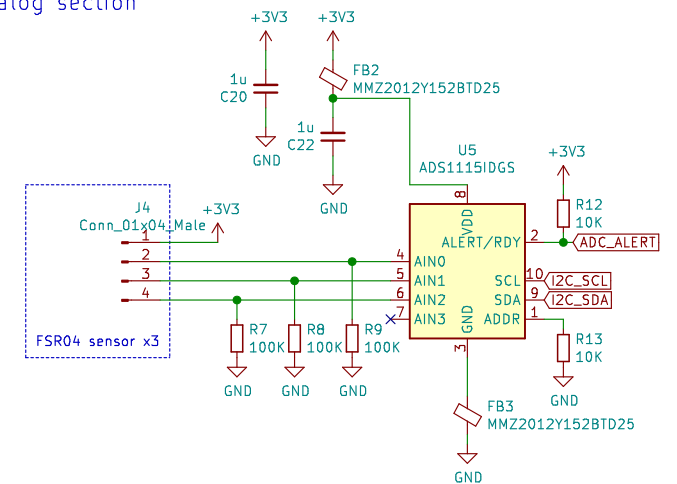 alog section
+3V3
+3V3
FB2
MMZ2012Y152BTD25
1u
C20
1u
C22
GND
GND
U5
ADS1115IDGS
+3V3
R12
10K
8
VDD
J4
Conn_01x04_Male
+3V3
1
2
3
4
FSR04 sensor x3
4
AIN0
5
AIN1
6
AIN2
7
AIN3
ALERT/RDY
2
ADC_ALERT
SCL
10
I2C_SCL
SDA
9
I2C_SDA
ADDR
1
GND
3
R7
100K
R8
100K
R9
100K
GND
GND
GND
R13
10K
GND
FB3
MMZ2012Y152BTD25
GND